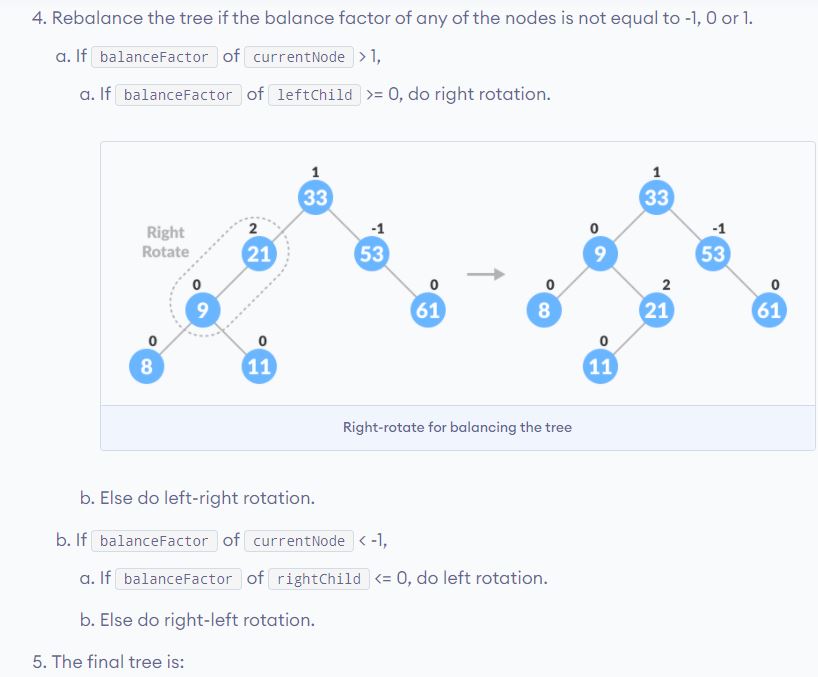 4. Rebalance the tree if the balance factor of any of the nodes is not equal to -1, 0 or 1.
a. If balanceFactor of currentNode > 1,
a. If balanceFactor of leftChild >= 0, do right rotation.
1 1
33 33
Right Rotate
2 -1 0 -1
21 53 9 53
0 0 0 2 0
9 61 8 21 61
0 0 0
8 11 11
Right-rotate for balancing the tree
b. Else do left-right rotation.
b. If balanceFactor of currentNode < -1,
a. If balanceFactor of rightChild <= 0, do left rotation.
b. Else do right-left rotation.
5. The final tree is: